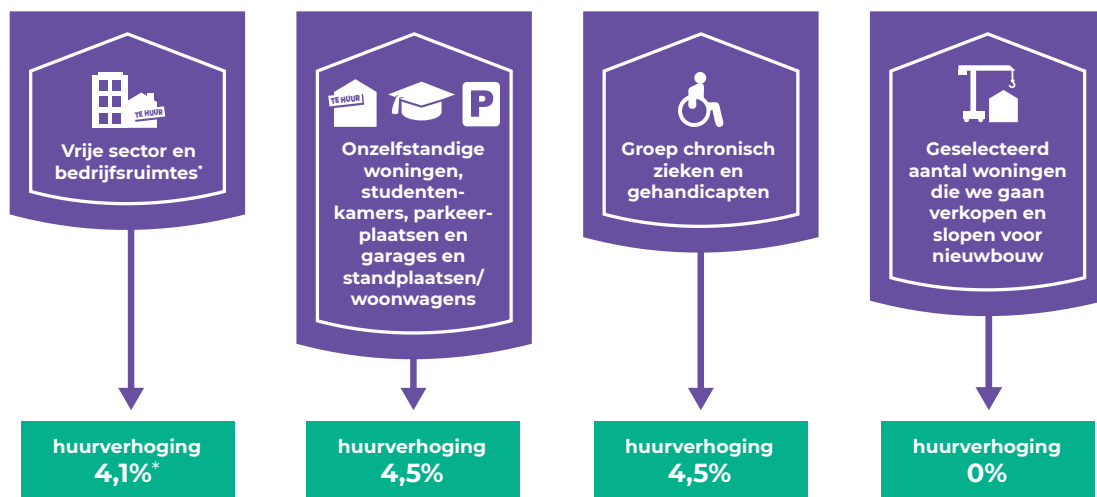 TE HUUR
Vrije sector en
bedrijfsruimtes*
huurverhoging
4,1%*
TE HUUR
P
Onzelfstandige
woningen,
studenten-
kamers, parkeer-
plaatsen en
garages en
standplaatsen/
woonwagens
huurverhoging
4,5%
Groep chronisch
zieken en
gehandicapten
huurverhoging
4,5%
Geselecteerd
aantal woningen
die we gaan
verkopen en
slopen voor
nieuwbouw
huurverhoging
0%